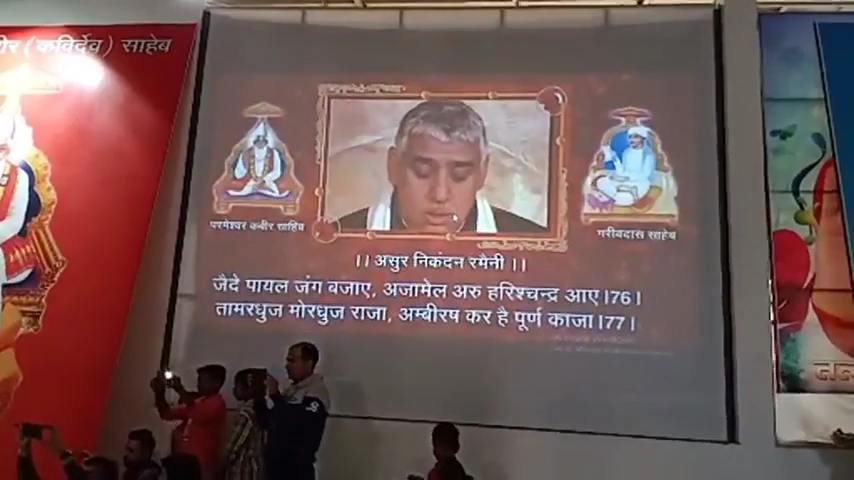 (कविर्देव) साहेब
परमेश्वर कबीर साहिब
गरीबदास साहिब
।। असुर निकंदन रमैनी ।।
जैदे पायल जंग बजाए, अजामेल अरु हरिश्चन्द्र आए ।76।
तामरधुज मोरधुज राजा, अम्बीरष कर है पूर्ण काजा ।77।